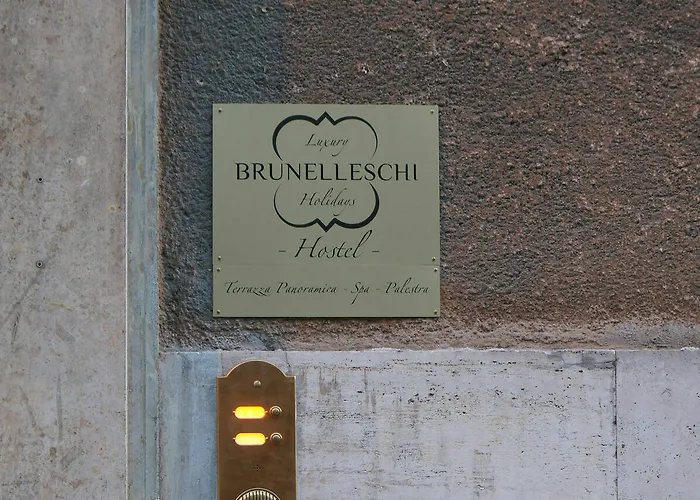 Luxury
BRUNELLESCHI
Holidays
- Hostel -
Terrazza Panoramica - Spa - Palestra